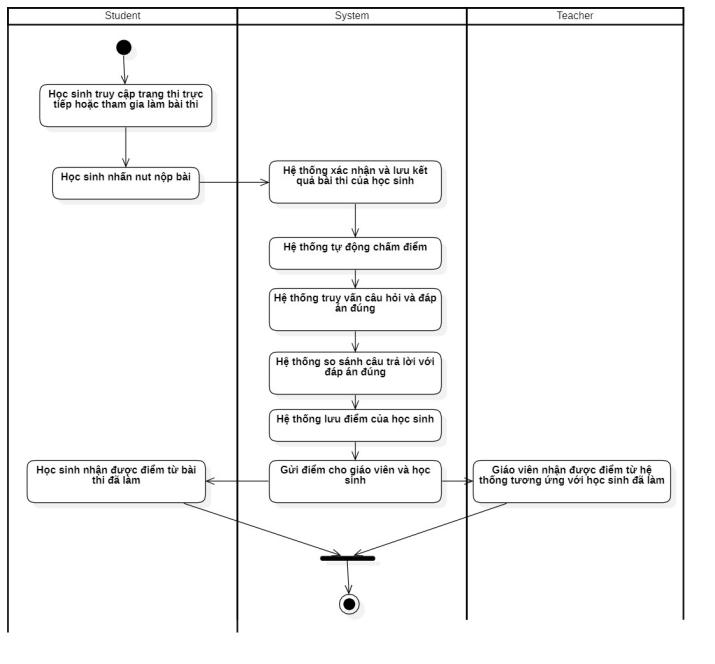 Student
System
Teacher
Học sinh truy cập trang thi trực
tiếp hoặc tham gia làm bài thi
Học sinh nhấn nut nộp bài
Hệ thống xác nhận và lưu kết
quả bài thi của học sinh
Hệ thống tự động chấm điểm
Hệ thống truy vấn câu hỏi và đáp
án đúng
Hệ thống so sánh câu trả lời với
đáp án đúng
Hệ thống lưu điểm của học sinh
Học sinh nhận được điểm từ bài
thi đã làm
Gửi điểm cho giáo viên và học
sinh
Giáo viên nhận được điểm từ hệ
thống tương ứng với học sinh đã làm